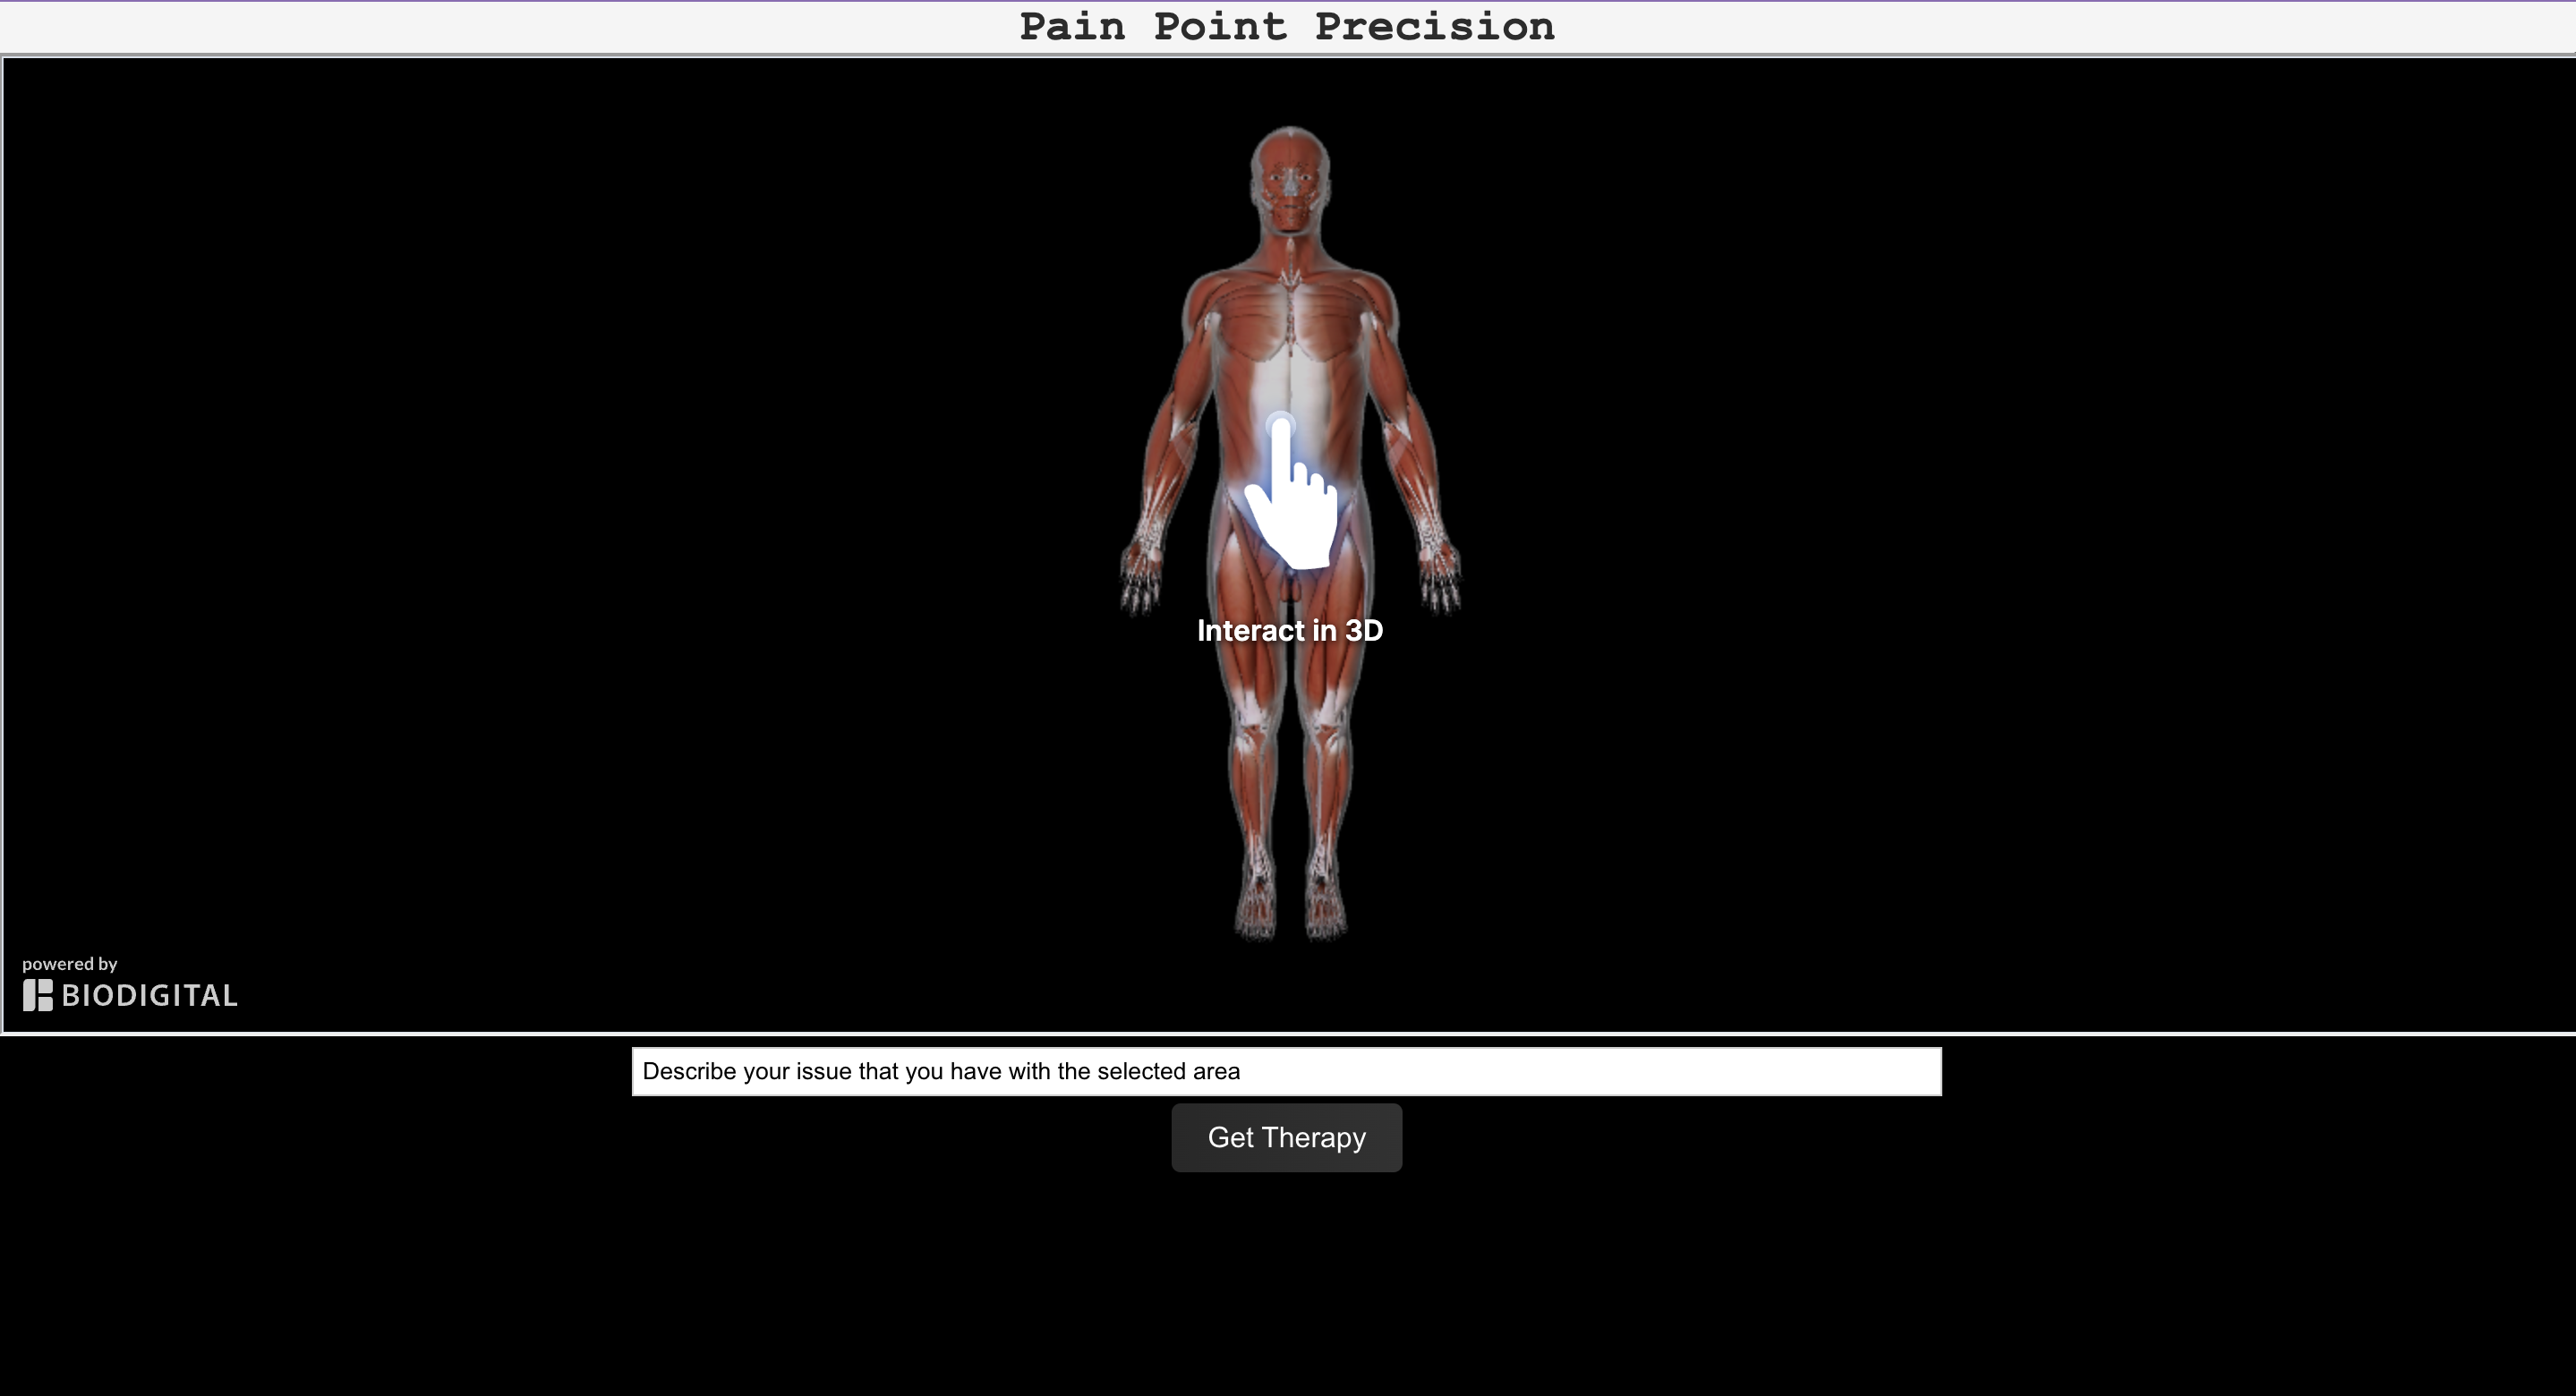 Pain Point Precision
Interact in 3D
powered by
BIODIGITAL
Describe your issue that you have with the selected area
Get Therapy